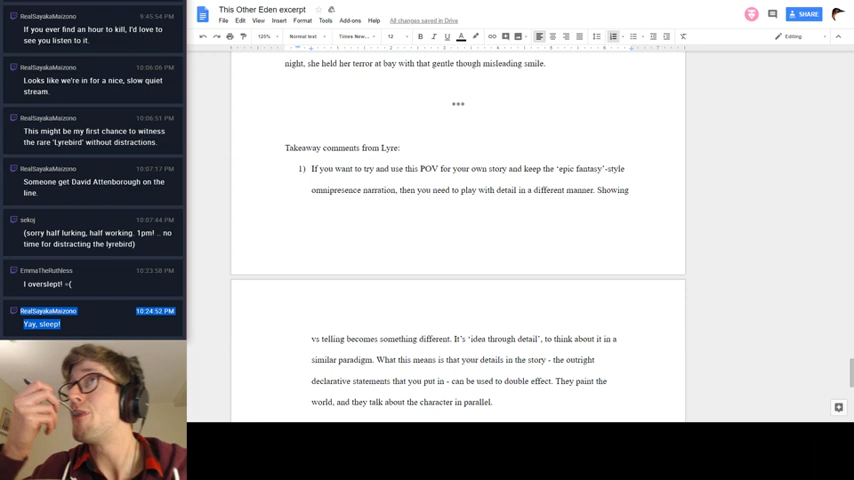 RealSayakaMaizono 9:45:54 PM
If you ever find an hour to kill, I'd love to
see you listen to it.
RealSayakaMaizono 10:06:06 PM
Looks like we're in for a nice, slow quiet
stream.
RealSayakaMaizono 10:06:51 PM
This might be my first chance to witness
the rare 'Lyrebird' without distractions.
RealSayakaMaizono 10:07:17 PM
Someone get David Attenborough on the
line.
sekoj 10:07:44 PM
(sorry half lurking, half working. 1pm! .. no
time for distracting the lyrebird)
EmmaTheRuthless 10:23:58 PM
I overslept! =(
RealSayakaMaizono 10:24:52 PM
Yay, sleep!
This Other Eden excerpt
File Edit View Insert Format Tools Add-ons Help All changes saved in Drive
SHARE
125% Normal text Times New... 12 B I U A Editing
night, she held her terror at bay with that gentle though misleading smile.
***
Takeaway comments from Lyre:
1) If you want to try and use this POV for your own story and keep the ‘epic fantasy’-style
omnipresence narration, then you need to play with detail in a different manner. Showing
vs telling becomes something different. It’s ‘idea through detail’, to think about it in a
similar paradigm. What this means is that your details in the story - the outright
declarative statements that you put in - can be used to double effect. They paint the
world, and they talk about the character in parallel.